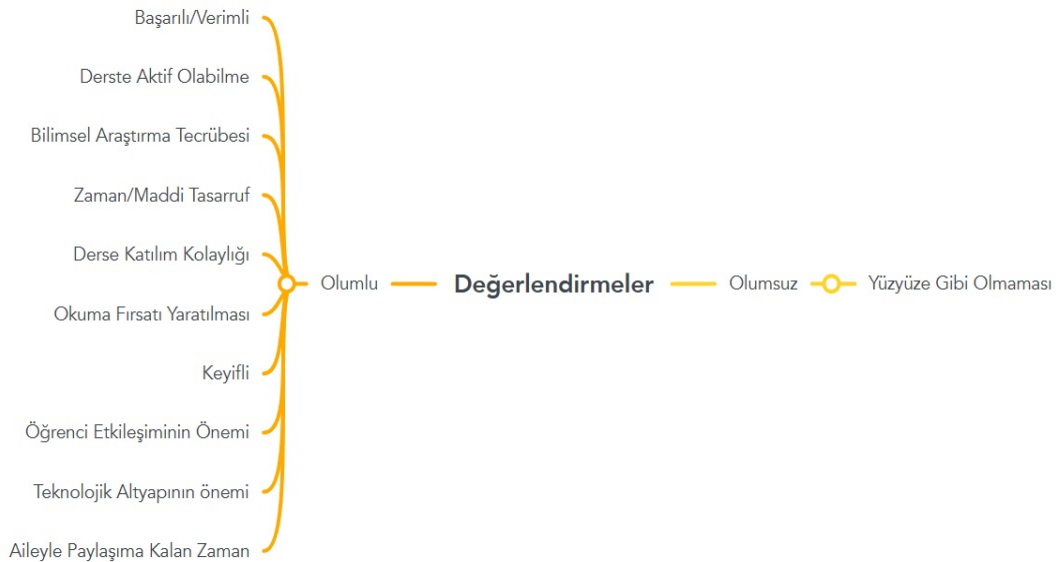 Başarılı/Verimli
Derste Aktif Olabilme
Bilimsel Araştırma Tecrübesi
Zaman/Maddi Tasarruf
Derse Katılım Kolaylığı
Olumlu
Değerlendirmeler
Olumsuz
Yüzyüze Gibi Olmaması
Okuma Fırsatı Yaratılması
Keyifli
Öğrenci Etkileşiminin Önemi
Teknolojik Altyapının önemi
Aileyle Paylaşıma Kalan Zaman